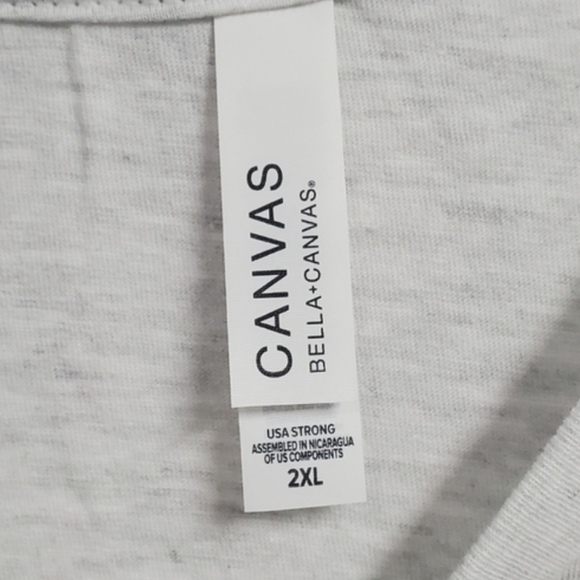 CANVAS
BELLA+CANVAS®
USA STRONG
ASSEMBLED IN NICARAGUA
OF US COMPONENTS
2XL